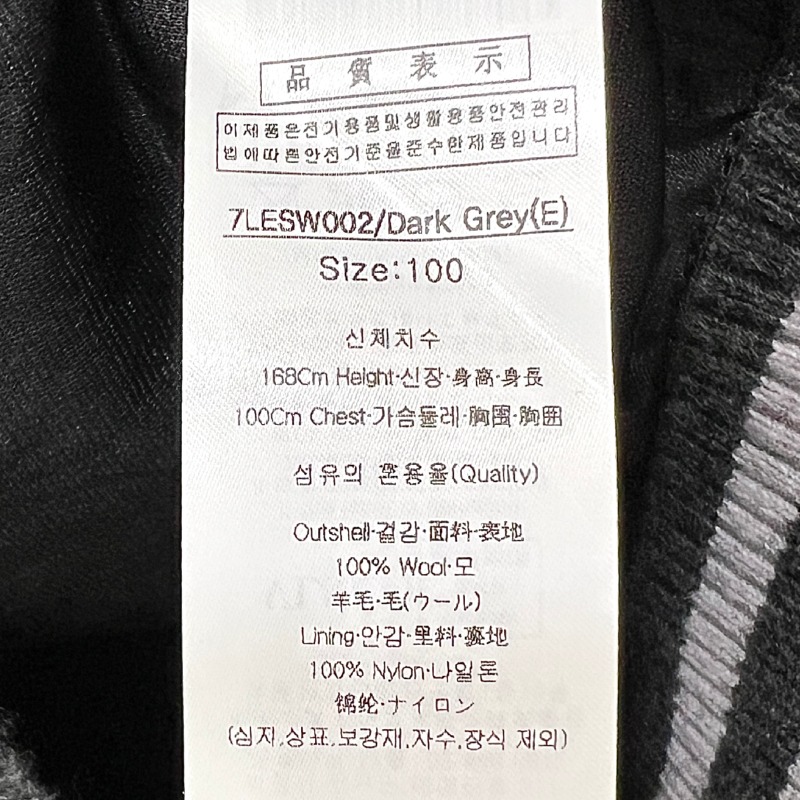 品 質 表 示
이제품은전기용품및생활용품안전관리
법에따른안전기준을준수한제품입니다
7LESW002/Dark Grey(E)
Size:100
신체치수
168Cm Height·신장·身高·身長
100Cm Chest·가슴둘레·胸围·胸囲
섬유의 혼용율(Quality)
Outshell·겉감·面料·表地
100% Wool·모
羊毛·毛(ウール)
Lining·안감·里料·裏地
100% Nylon·나일론
锦纶·ナイロン
(심지,상표,보강재,자수,장식 제외)